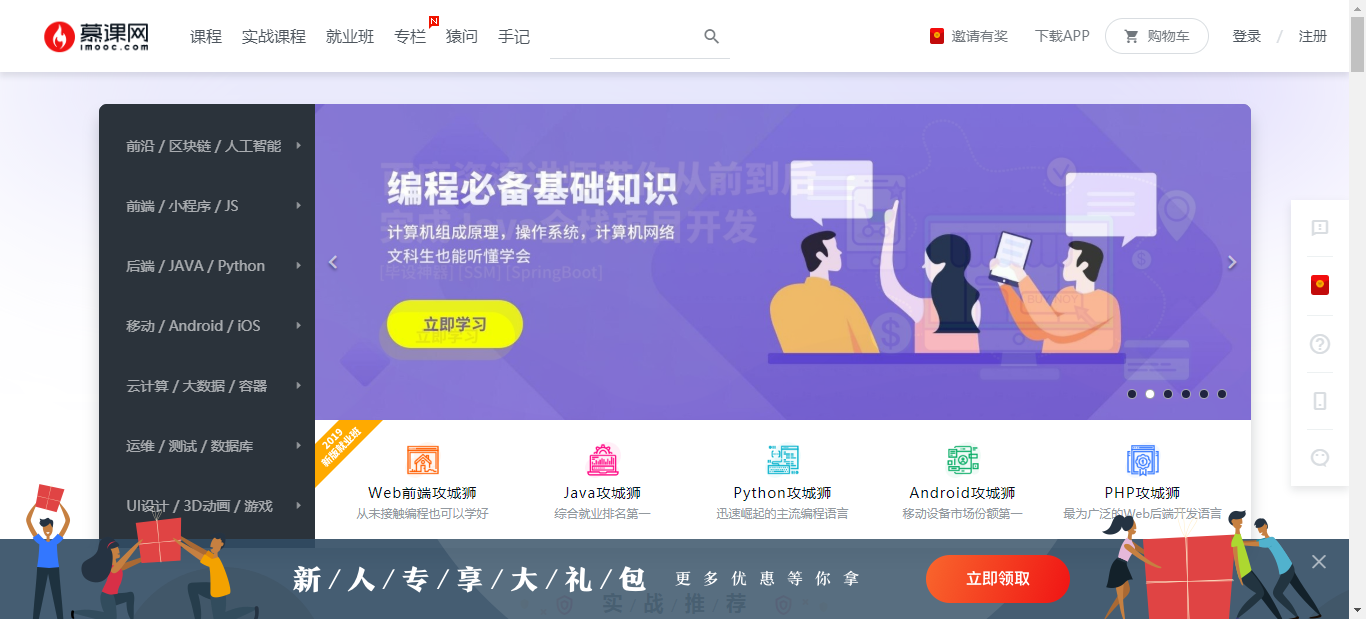 慕课网
imooc.com
课程
实战课程
就业班
专栏
N
猿问
手记
邀请有奖
下载APP
购物车
登录 / 注册
前沿 / 区块链 / 人工智能
前端 / 小程序 / JS
后端 / JAVA / Python
移动 / Android / iOS
云计算 / 大数据 / 容器
运维 / 测试 / 数据库
UI设计 / 3D动画 / 游戏
编程必备基础知识
计算机组成原理，操作系统，计算机网络
文科生也能听懂学会
[毕设神器] [SSM] [SpringBoot]
立即学习
2019
新版就业班
Web前端攻城狮
从未接触编程也可以学好
Java攻城狮
综合就业排名第一
Python攻城狮
迅速崛起的主流编程语言
Android攻城狮
移动设备市场份额第一
PHP攻城狮
最为广泛的Web后端开发语言
新 / 人 / 专 / 享 / 大 / 礼 / 包
更多优惠等你拿
立即领取
实 / 战 / 推 / 荐